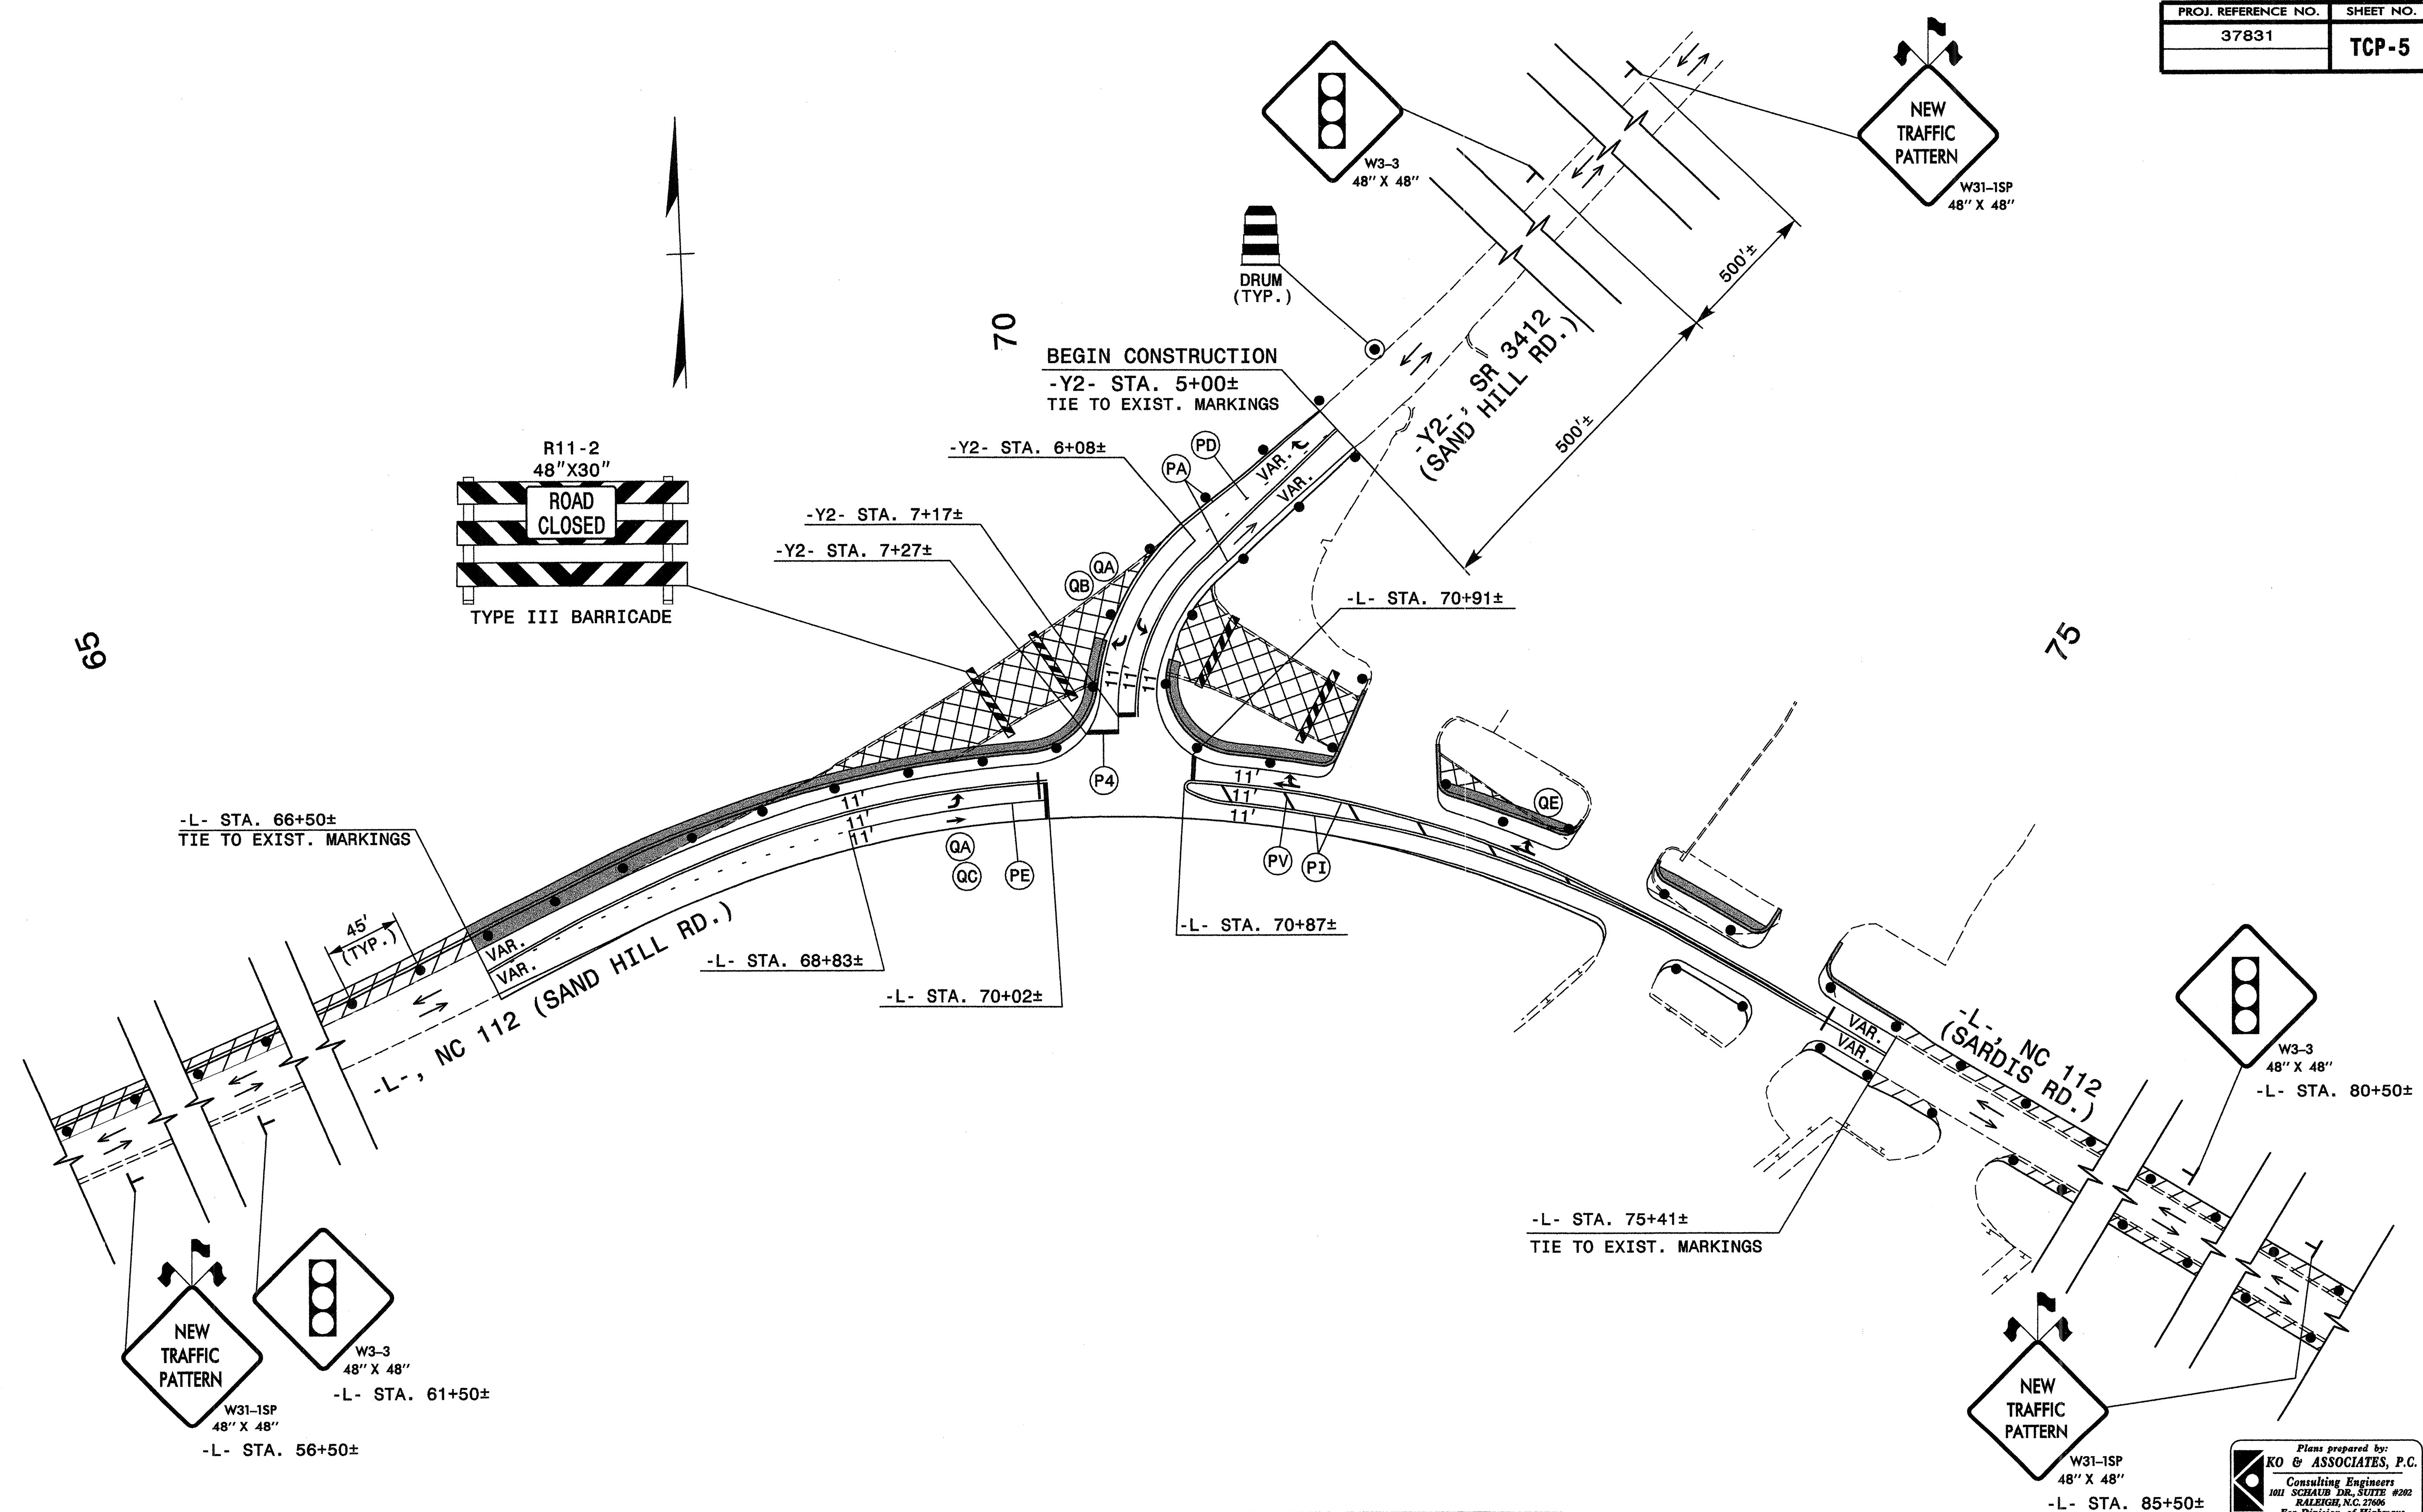 PROJ. REFERENCE NO.
SHEET NO.
37831
TCP-5
W3-3
48" X 48"
NEW
TRAFFIC
PATTERN
W31-1SP
48" X 48"
DRUM
(TYP.)
500'±
500'±
70
BEGIN CONSTRUCTION
-Y2- STA. 5+00±
TIE TO EXIST. MARKINGS
-Y2-, SR 3412
(SAND HILL RD.)
-Y2- STA. 6+08±
PD
PA
VAR.
VAR.
R11-2
48"X30"
ROAD
CLOSED
TYPE III BARRICADE
-Y2- STA. 7+17±
-Y2- STA. 7+27±
QA
QB
-L- STA. 70+91±
65
75
11'
11'
11'
P4
11'
11'
11'
11'
11'
11'
QE
-L- STA. 66+50±
TIE TO EXIST. MARKINGS
QA
QC
PE
PV
PI
45'
(TYP.)
VAR.
VAR.
-L-, NC 112 (SAND HILL RD.)
-L- STA. 68+83±
-L- STA. 70+02±
-L- STA. 70+87±
VAR.
VAR.
-L-, NC 112
(SARDIS RD.)
W3-3
48" X 48"
-L- STA. 80+50±
-L- STA. 75+41±
TIE TO EXIST. MARKINGS
NEW
TRAFFIC
PATTERN
W31-1SP
48" X 48"
-L- STA. 56+50±
W3-3
48" X 48"
-L- STA. 61+50±
NEW
TRAFFIC
PATTERN
W31-1SP
48" X 48"
-L- STA. 85+50±
Plans prepared by:
KO & ASSOCIATES, P.C.
Consulting Engineers
1011 SCHAUB DR., SUITE #202
RALEIGH, N.C. 27606
For Division of Highways